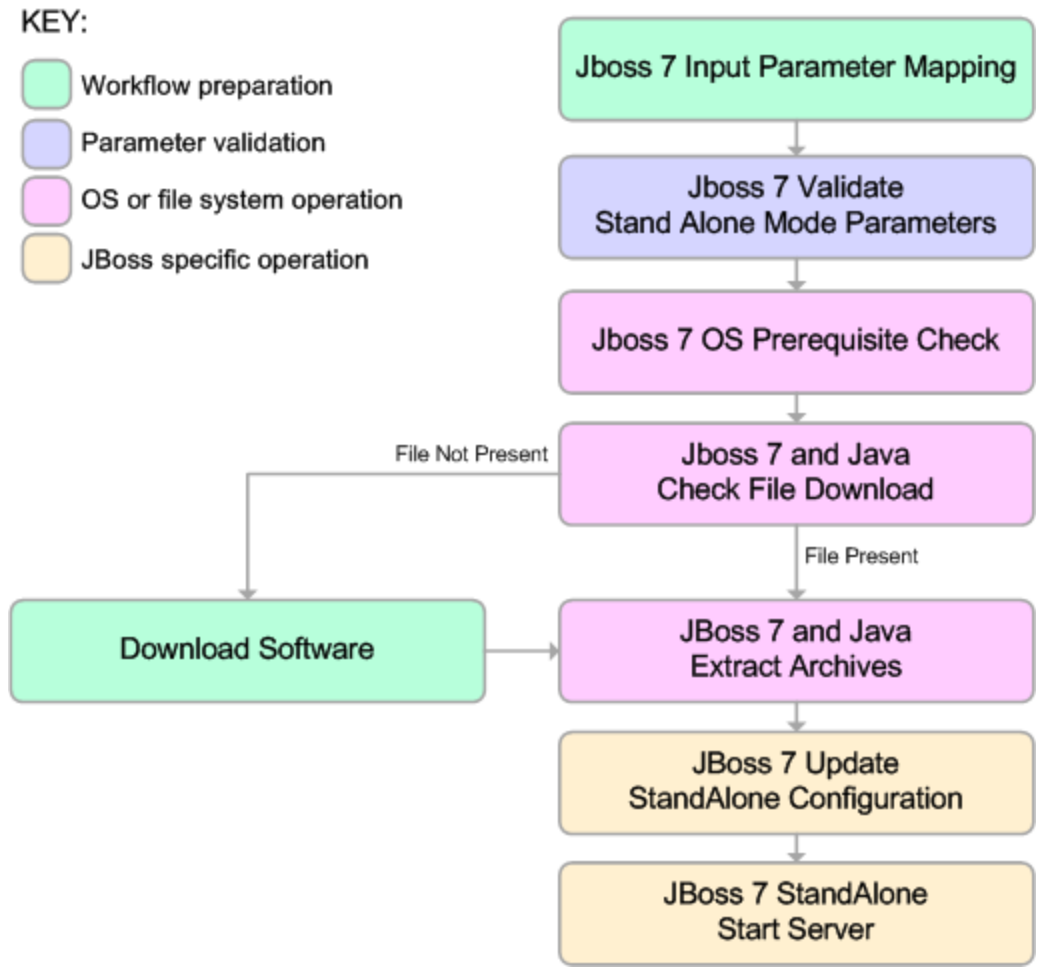 KEY:
Workflow preparation
Parameter validation
OS or file system operation
JBoss specific operation
Jboss 7 Input Parameter Mapping
Jboss 7 Validate
Stand Alone Mode Parameters
Jboss 7 OS Prerequisite Check
Jboss 7 and Java
Check File Download
File Not Present
File Present
Download Software
JBoss 7 and Java
Extract Archives
JBoss 7 Update
StandAlone Configuration
JBoss 7 StandAlone
Start Server